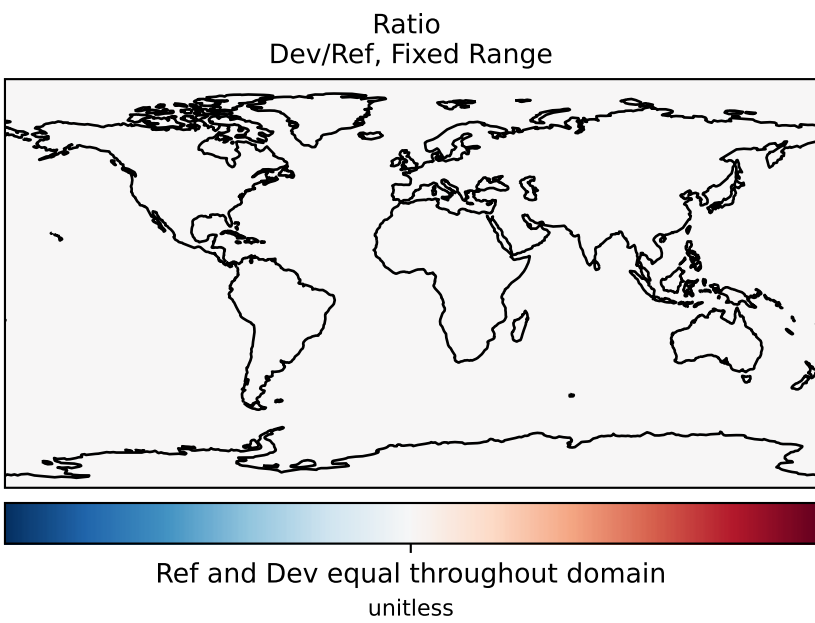 Ratio
Dev/Ref, Fixed Range
Ref and Dev equal throughout domain
unitless